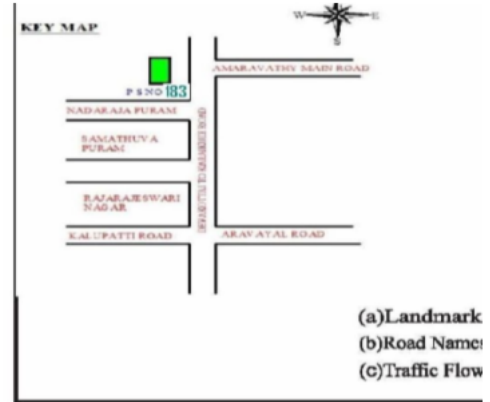 W E
S
KEY MAP
AMARAVATHY MAIN ROAD
P S NO 183
NADARAJA PURAM
SAMATHUVA
PURAM
RAJARAJESWARI
NAGAR
KALUPATTI ROAD
ARAVAYAL ROAD
(a)Landmark
(b)Road Names
(c)Traffic Flow